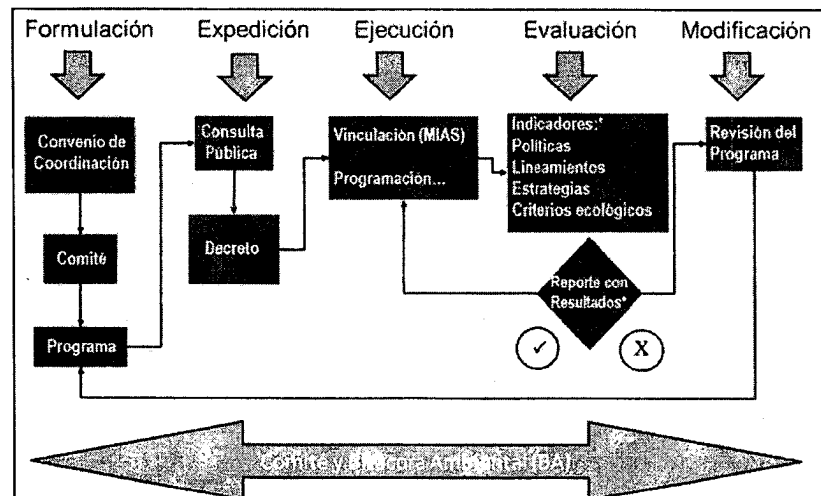 Formulación
Expedición
Ejecución
Evaluación
Modificación
Convenio de
Coordinación
Comité
Programa
Consulta
Pública
Decreto
Vinculación (MIAS)
Programación...
Indicadores:*
Políticas
Lineamientos
Estrategias
Criterios ecológicos
Reporte con
Resultados*
✓
X
Revisión del
Programa
Comité y Bitácora Ambiental (BA)